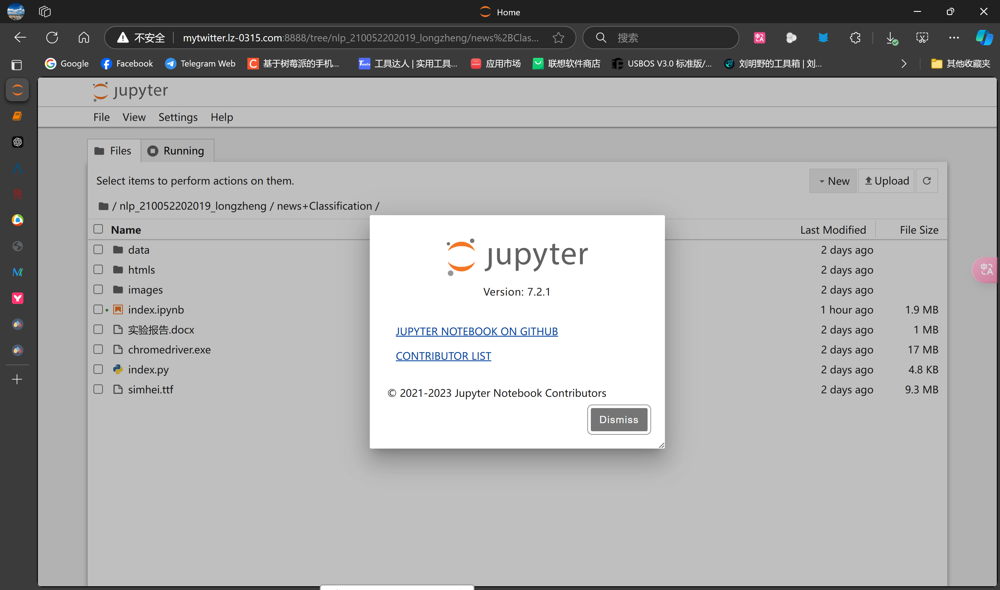 Home
不安全
mytwitter.lz-0315.com:8888/tree/nlp_210052202019_longzheng/news%2BClas...
搜索
Google
Facebook
Telegram Web
基于树莓派的手机...
Tools
工具达人 | 实用工具...
应用市场
联想软件商店
USBOS V3.0 标准版/...
刘明野的工具箱 | 刘...
其他收藏夹
jupyter
File View Settings Help
Files
Running
Select items to perform actions on them.
New
Upload
/ nlp_210052202019_longzheng / news+Classification /
Name Last Modified File Size
data 2 days ago
htmls 2 days ago
images 2 days ago
index.ipynb 1 hour ago 1.9 MB
实验报告.docx 2 days ago 1 MB
chromedriver.exe 2 days ago 17 MB
index.py 2 days ago 4.8 KB
simhei.ttf 2 days ago 9.3 MB
jupyter
Version: 7.2.1
JUPYTER NOTEBOOK ON GITHUB
CONTRIBUTOR LIST
© 2021-2023 Jupyter Notebook Contributors
Dismiss